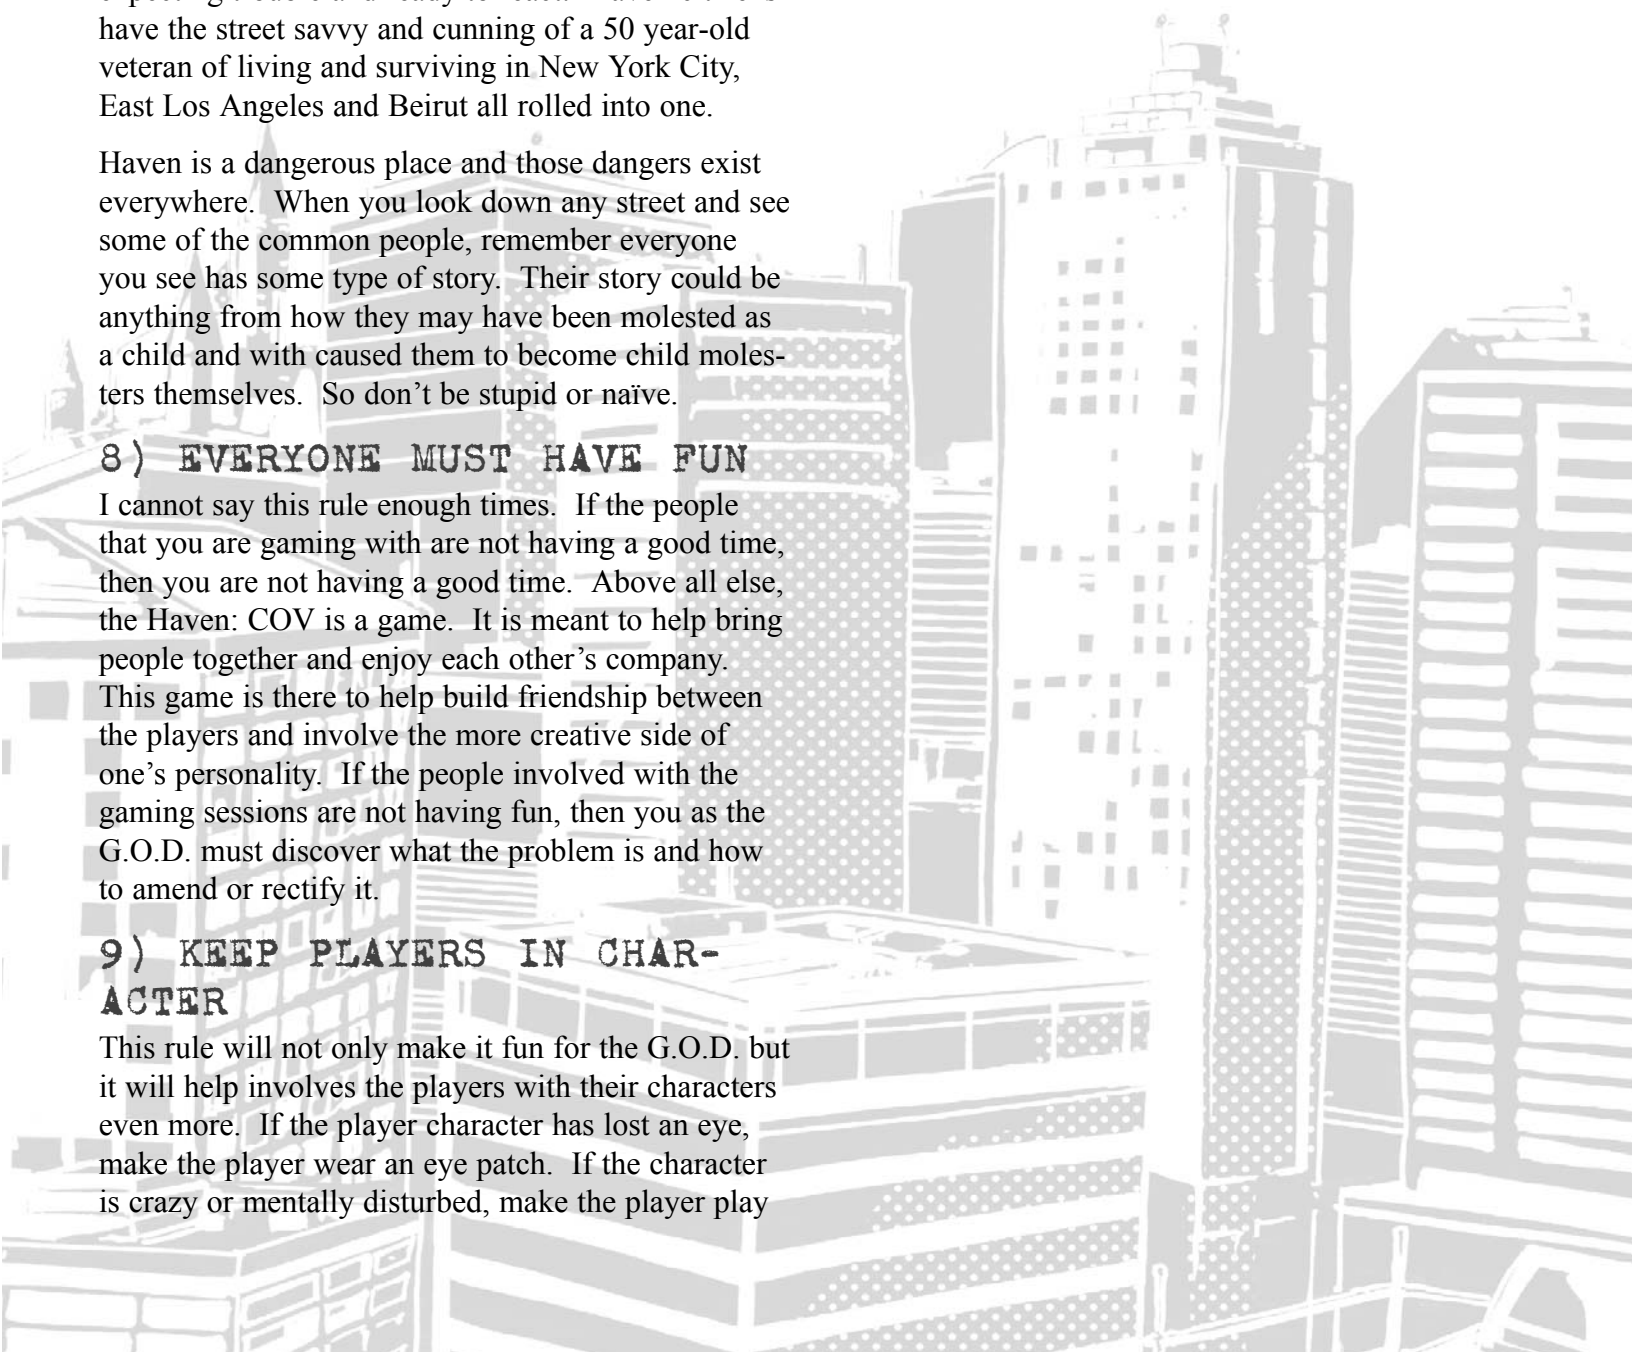 have the street savvy and cunning of a 50 year-old
veteran of living and surviving in New York City,
East Los Angeles and Beirut all rolled into one.
Haven is a dangerous place and those dangers exist
everywhere.  When you look down any street and see
some of the common people, remember everyone
you see has some type of story.  Their story could be
anything from how they may have been molested as
a child and with caused them to become child moles-
ters themselves.  So don’t be stupid or naïve.
8) EVERYONE MUST HAVE FUN
I cannot say this rule enough times.  If the people
that you are gaming with are not having a good time,
then you are not having a good time.  Above all else,
the Haven: COV is a game.  It is meant to help bring
people together and enjoy each other’s company.
This game is there to help build friendship between
the players and involve the more creative side of
one’s personality.  If the people involved with the
gaming sessions are not having fun, then you as the
G.O.D. must discover what the problem is and how
to amend or rectify it.
9) KEEP PLAYERS IN CHAR-
ACTER
This rule will not only make it fun for the G.O.D. but
it will help involves the players with their characters
even more.  If the player character has lost an eye,
make the player wear an eye patch.  If the character
is crazy or mentally disturbed, make the player play